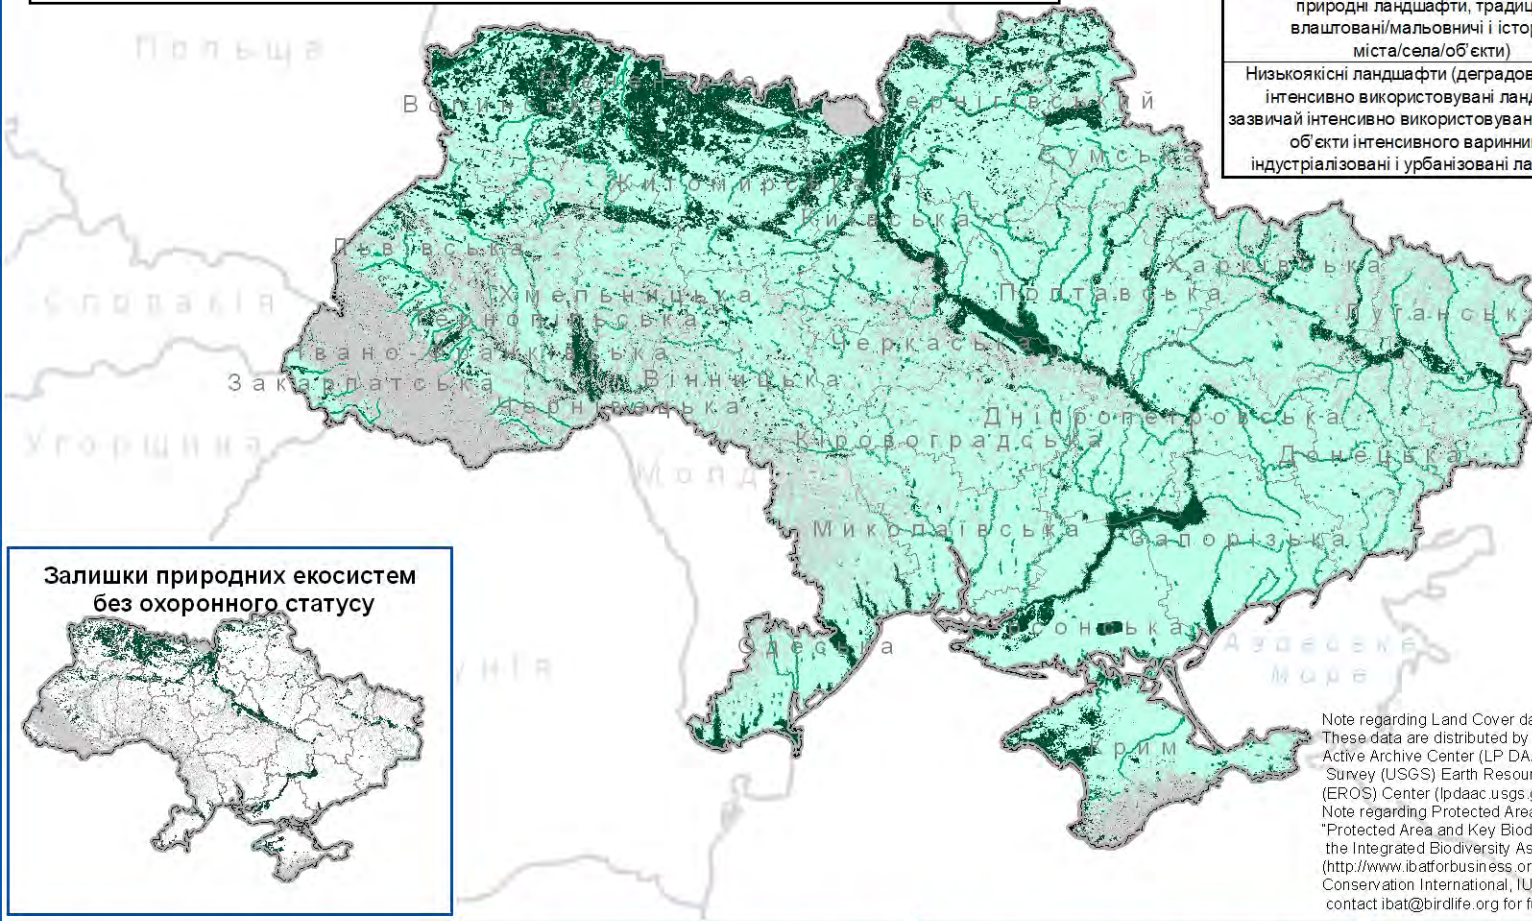 природні ландшафти, традиц
влаштовані/мальовничі і істор
міста/села/об'єкти)
Низькоякісні ландшафти (деградов
інтенсивно використовувані ланд
зазвичай інтенсивно використовуван
об'єкти інтенсивного варинни
індустріалізовані і урбанізовані ла
Польща
Волинська
Чернігівський
Сумська
Житомирська
Київська
Львівська
Харківська
Словакія
Хмельницька
Полтавська
Тернопільська
Луганськ
Івано-Франківська
Черкаська
Закарпатська
Вінницька
Чернівецька
Дніпропетровська
Угорщина
Кіровоградська
Донецька
Молд
Миколаївська
Запорізька
Залишки природних екосистем
без охоронного статусу
Одеська
Азовське
море
Крим
Note regarding Land Cover da
These data are distributed by
Active Archive Center (LP DA
Survey (USGS) Earth Resour
(EROS) Center (lpdaac.usgs.
Note regarding Protected Area
"Protected Area and Key Biod
the Integrated Biodiversity As
(http://www.ibatforbusiness.or
Conservation International, IU
contact ibat@birdlife.org for f